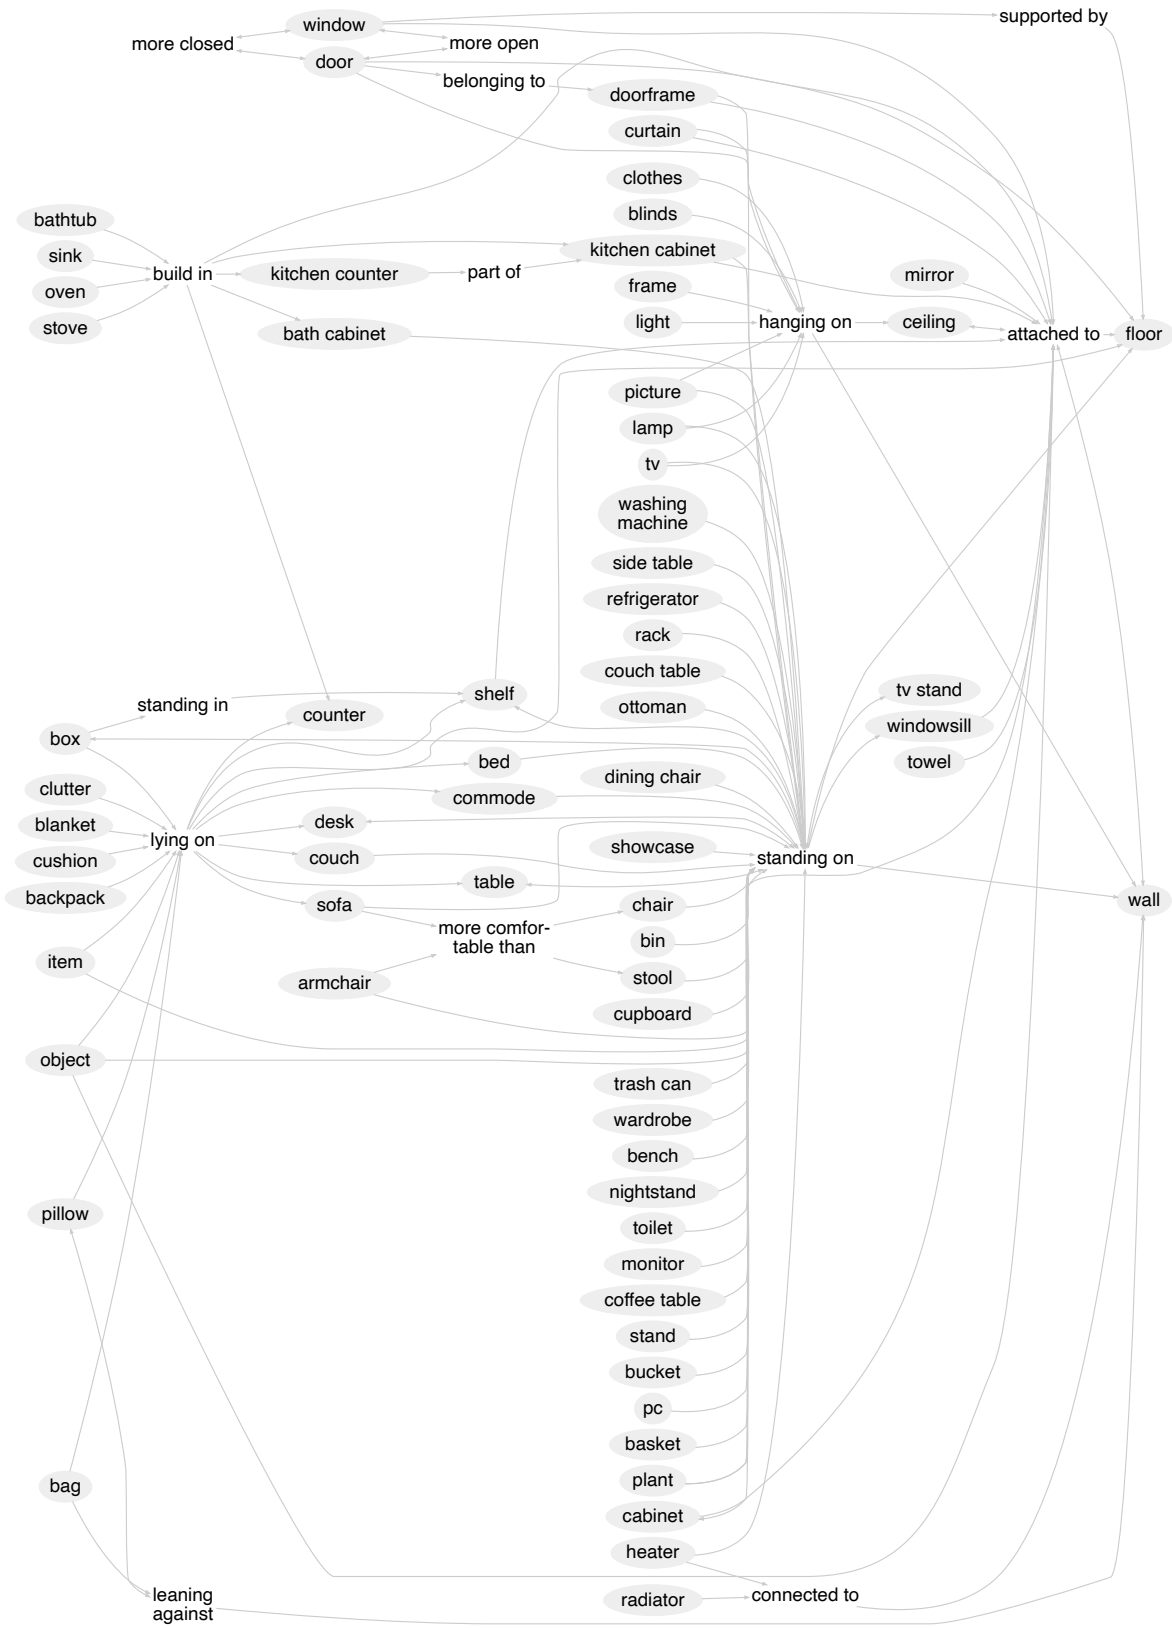 window
supported by
more closed
more open
door
belonging to
doorframe
curtain
clothes
bathtub
blinds
sink
kitchen cabinet
build in
kitchen counter
part of
mirror
oven
frame
stove
bath cabinet
light
hanging on
ceiling
attached to
floor
picture
lamp
tv
washing
machine
side table
refrigerator
rack
couch table
shelf
tv stand
standing in
ottoman
counter
windowsill
box
bed
towel
dining chair
clutter
commode
blanket
desk
lying on
showcase
cushion
couch
standing on
table
backpack
sofa
chair
wall
more comfor-
table than
bin
item
armchair
stool
cupboard
object
trash can
wardrobe
bench
nightstand
pillow
toilet
monitor
coffee table
stand
bucket
pc
basket
bag
plant
cabinet
heater
leaning
against
radiator
connected to